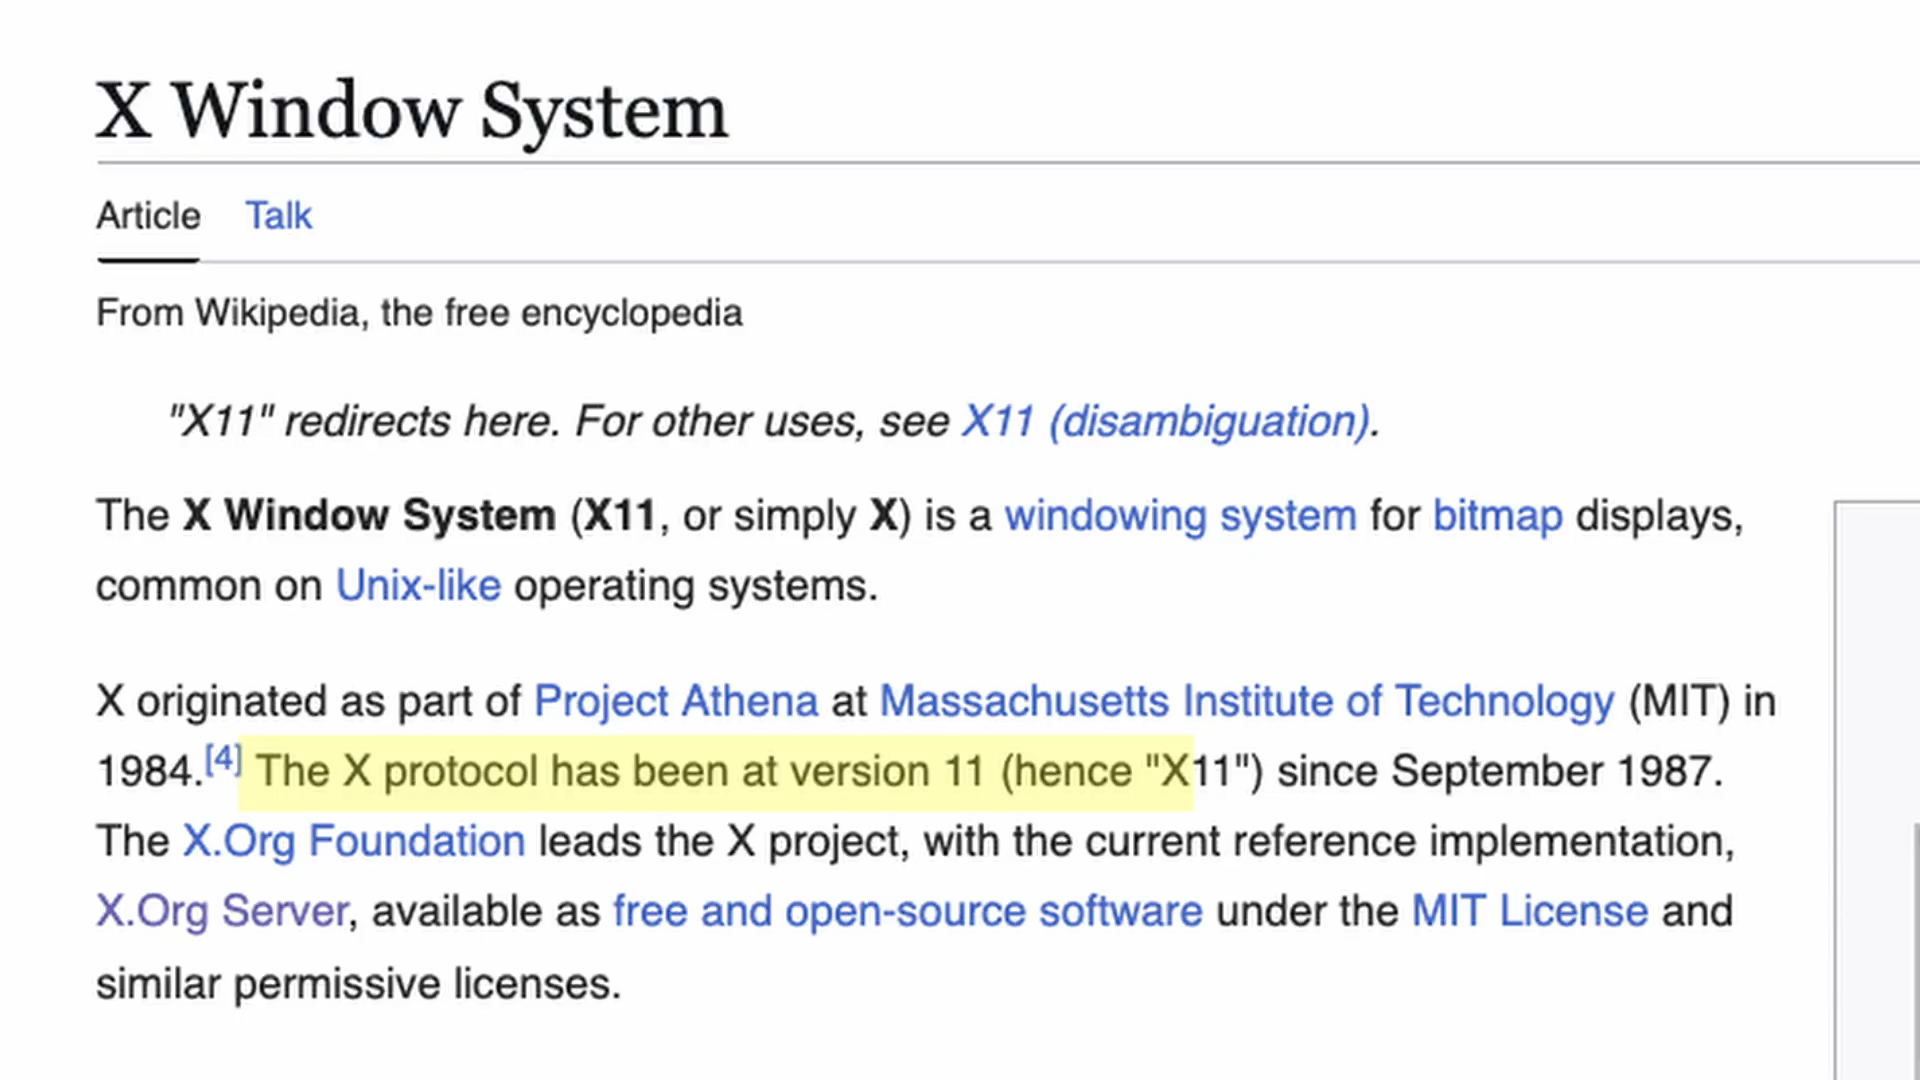 X Window System
Article Talk
From Wikipedia, the free encyclopedia
"X11" redirects here. For other uses, see X11 (disambiguation).
The X Window System (X11, or simply X) is a windowing system for bitmap displays,
common on Unix-like operating systems.
X originated as part of Project Athena at Massachusetts Institute of Technology (MIT) in
1984.[4] The X protocol has been at version 11 (hence "X11") since September 1987.
The X.Org Foundation leads the X project, with the current reference implementation,
X.Org Server, available as free and open-source software under the MIT License and
similar permissive licenses.